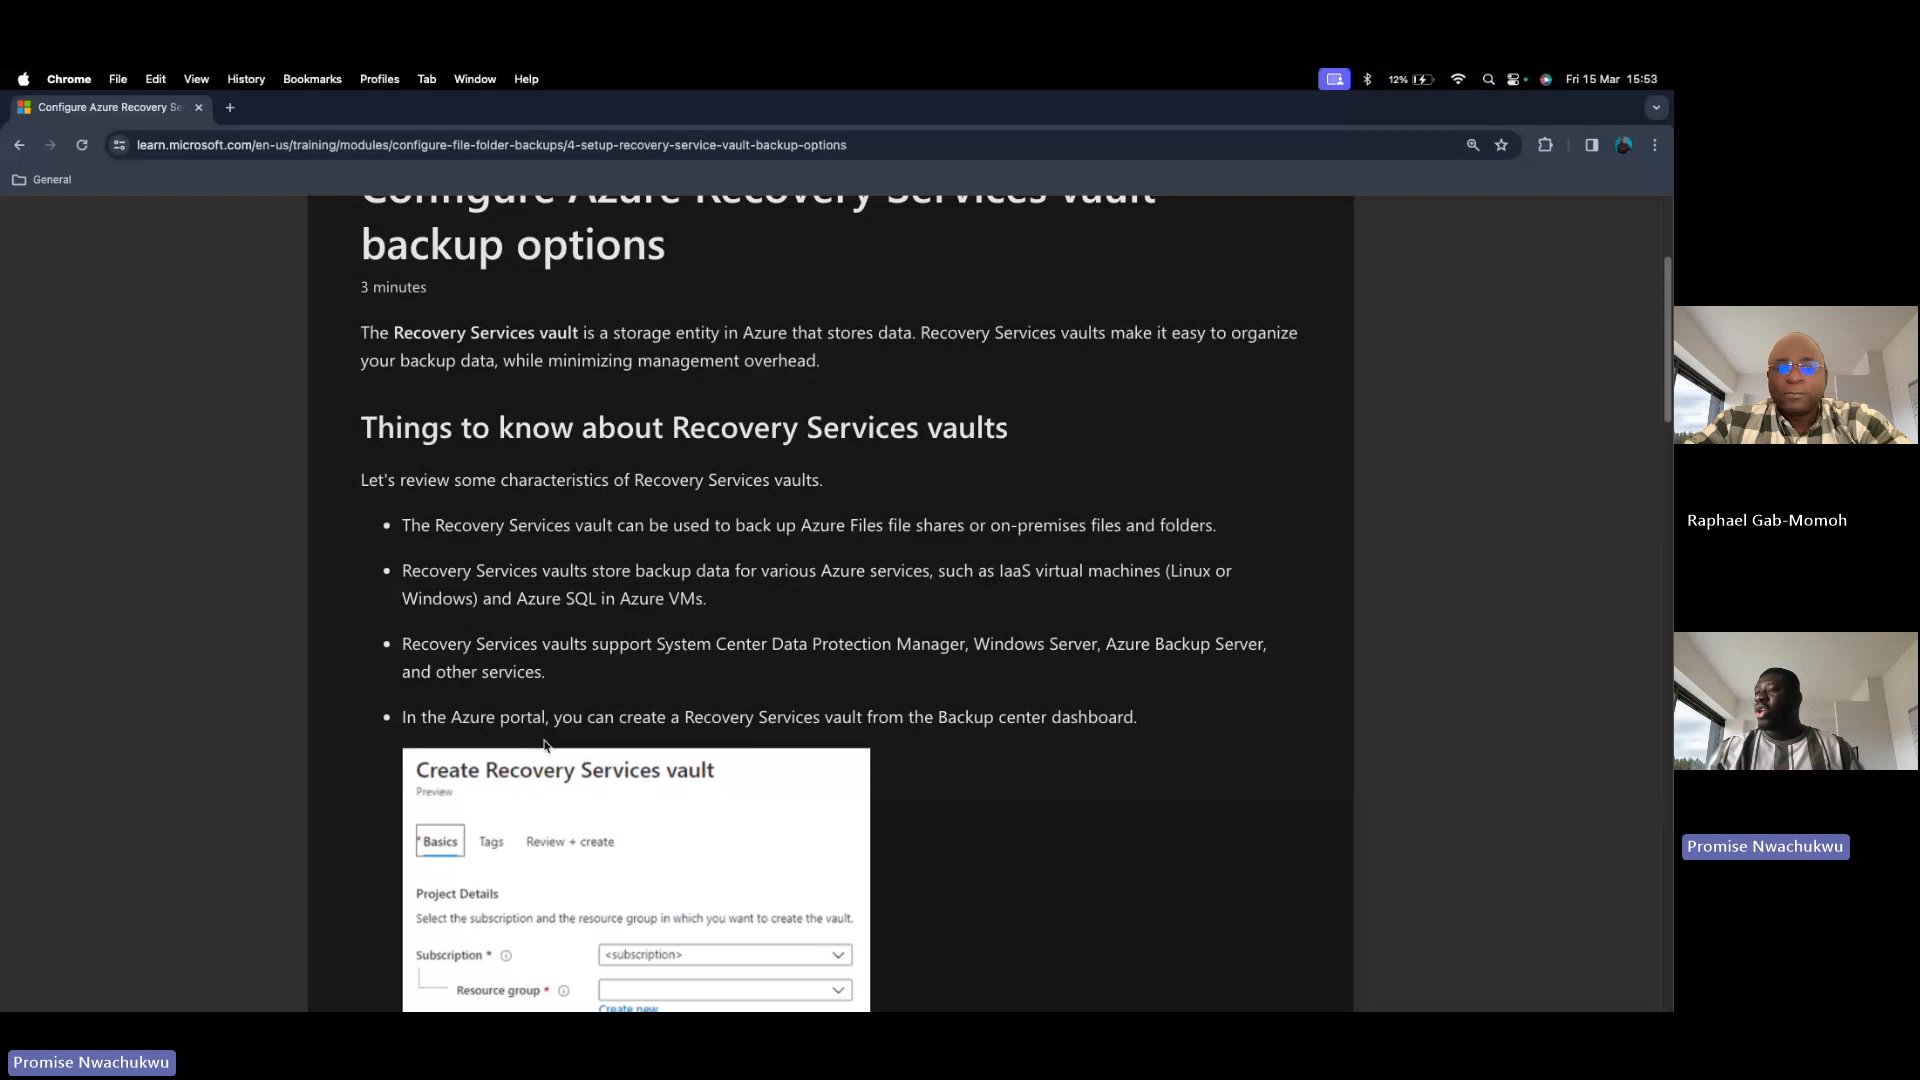 Chrome File Edit View History Bookmarks Profiles Tab Window Help 12% Fri 15 Mar 15:53
Configure Azure Recovery Se
learn.microsoft.com/en-us/training/modules/configure-file-folder-backups/4-setup-recovery-service-vault-backup-options
General
Configure Azure Recovery Services vault
backup options
3 minutes
The Recovery Services vault is a storage entity in Azure that stores data. Recovery Services vaults make it easy to organize
your backup data, while minimizing management overhead.
Things to know about Recovery Services vaults
Let's review some characteristics of Recovery Services vaults.
• The Recovery Services vault can be used to back up Azure Files file shares or on-premises files and folders.
• Recovery Services vaults store backup data for various Azure services, such as IaaS virtual machines (Linux or
Windows) and Azure SQL in Azure VMs.
• Recovery Services vaults support System Center Data Protection Manager, Windows Server, Azure Backup Server,
and other services.
• In the Azure portal, you can create a Recovery Services vault from the Backup center dashboard.
Create Recovery Services vault
Preview
* Basics Tags Review + create
Project Details
Select the subscription and the resource group in which you want to create the vault.
Subscription * <subscription>
Resource group *
Create new
Raphael Gab-Momoh
Promise Nwachukwu
Promise Nwachukwu